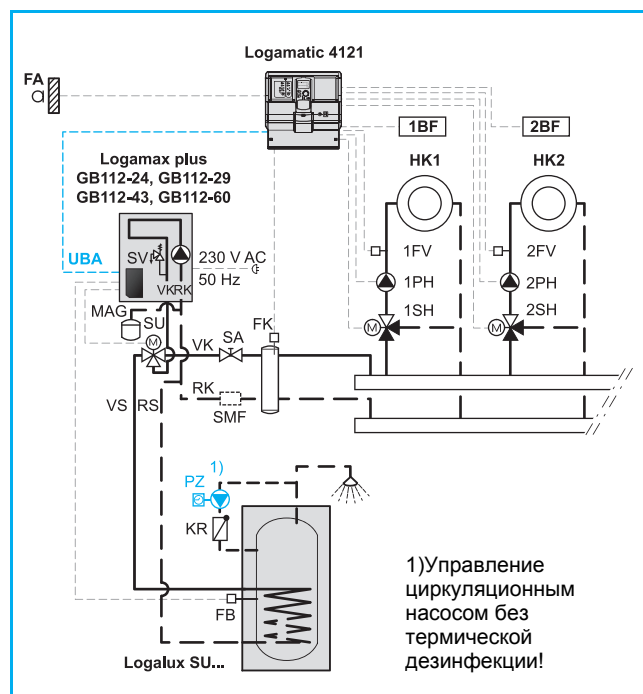 Logamatic 4121
FA
1BF
2BF
Logamax plus
GB112-24, GB112-29
GB112-43, GB112-60
HK1
HK2
UBA
SV
230 V AC
50 Hz
VK
RK
1FV
2FV
1PH
2PH
MAG
SU
M
FK
1SH
2SH
M
M
VK
SA
VS
RS
RK
SMF
1)
PZ
KR
FB
Logalux SU...
1)Управление
циркуляционным
насосом без
термической
дезинфекции!